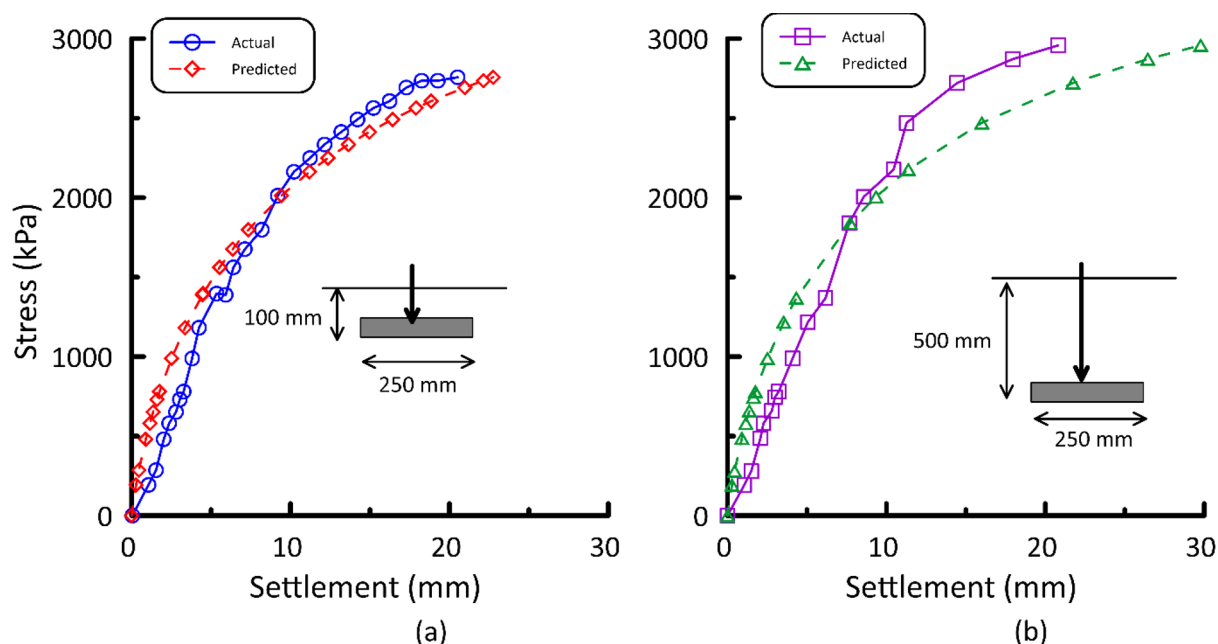 Actual
Predicted
3000
2000
1000
0
Stress (kPa)
100 mm
250 mm
0
10
20
30
Settlement (mm)
(a)
Actual
Predicted
3000
2000
1000
0
500 mm
250 mm
0
10
20
30
Settlement (mm)
(b)